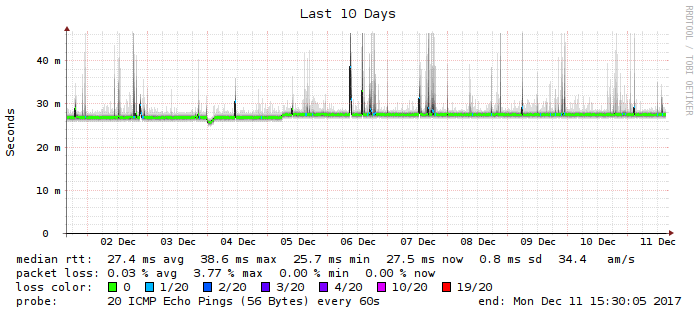 Last 10 Days
RRDTOOL / TOBI OETIKER
Seconds
40 m
30 m
20 m
10 m
0
02 Dec 03 Dec 04 Dec 05 Dec 06 Dec 07 Dec 08 Dec 09 Dec 10 Dec 11 Dec
median rtt: 27.4 ms avg 38.6 ms max 25.7 ms min 27.5 ms now 0.8 ms sd 34.4 am/s
packet loss: 0.03 % avg 3.77 % max 0.00 % min 0.00 % now
loss color: 0 1/20 2/20 3/20 4/20 10/20 19/20
probe: 20 ICMP Echo Pings (56 Bytes) every 60s end: Mon Dec 11 15:30:05 2017